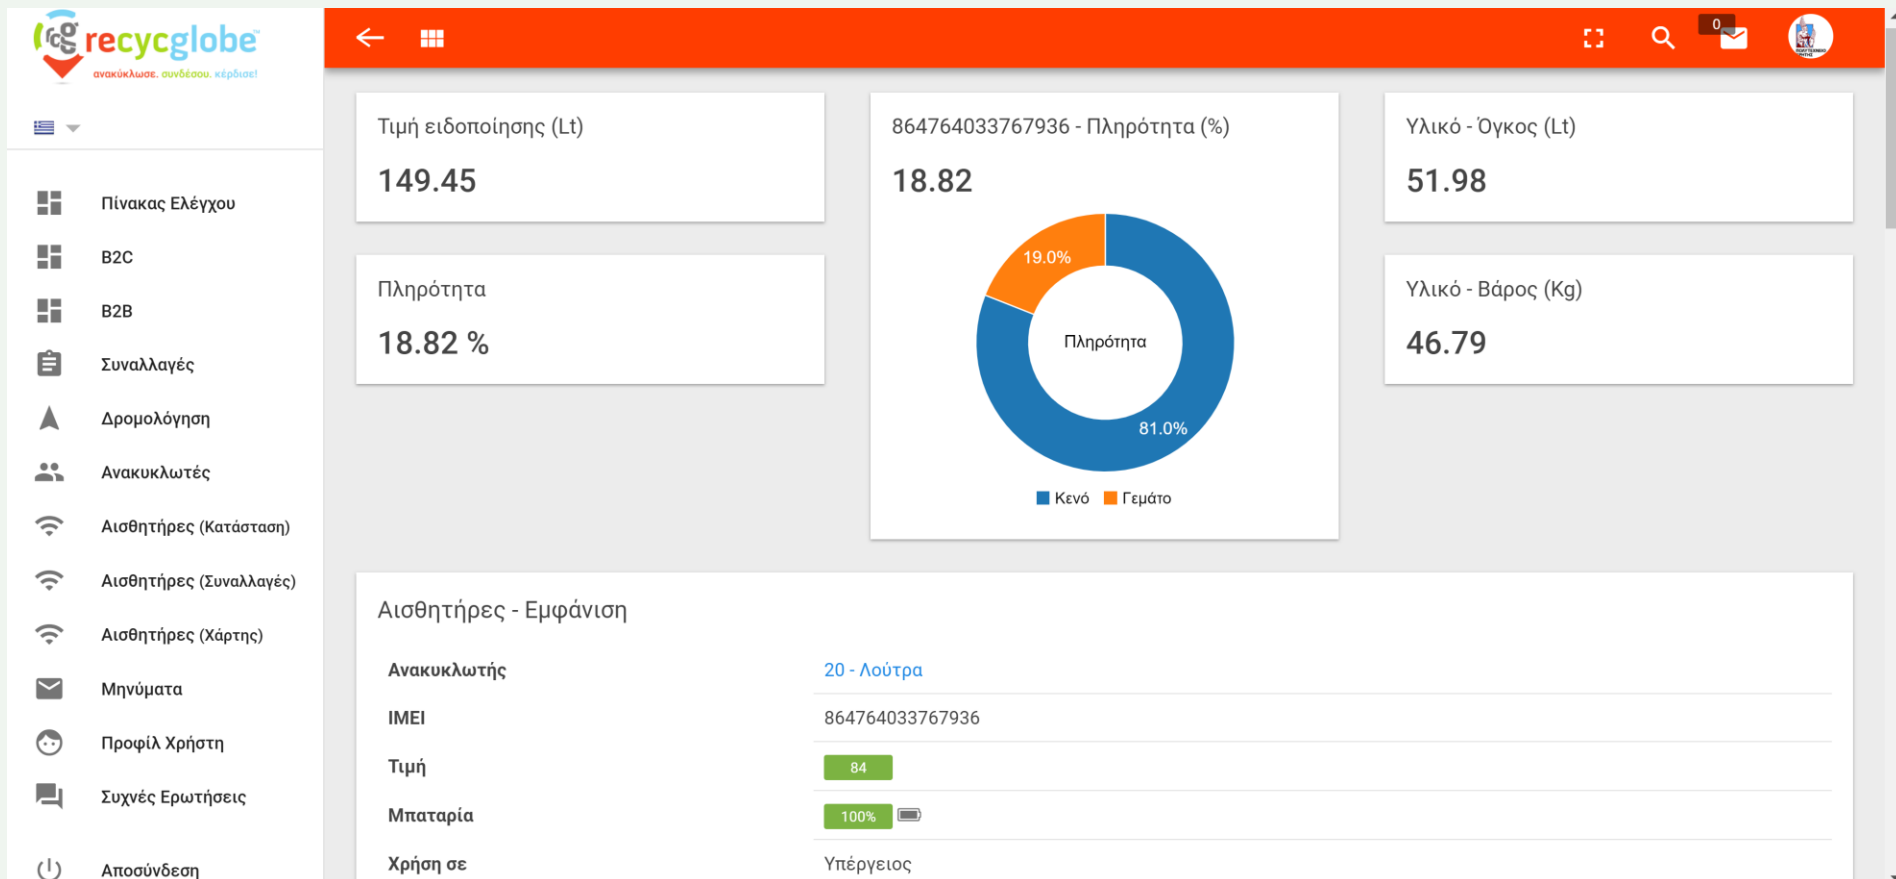 rcg recycglobe™
ανακύκλωσε. συνδέσου. κέρδισε!
Πίνακας Ελέγχου
B2C
B2B
Συναλλαγές
Δρομολόγηση
Ανακυκλωτές
Αισθητήρες (Κατάσταση)
Αισθητήρες (Συναλλαγές)
Αισθητήρες (Χάρτης)
Μηνύματα
Προφίλ Χρήστη
Συχνές Ερωτήσεις
Αποσύνδεση
0
Τιμή ειδοποίησης (Lt)
149.45
Πληρότητα
18.82 %
864764033767936 - Πληρότητα (%)
18.82
19.0%
Πληρότητα
81.0%
Κενό Γεμάτο
Υλικό - Όγκος (Lt)
51.98
Υλικό - Βάρος (Kg)
46.79
Αισθητήρες - Εμφάνιση
Ανακυκλωτής 20 - Λούτρα
IMEI 864764033767936
Τιμή 84
Μπαταρία 100%
Χρήση σε Υπέργειος